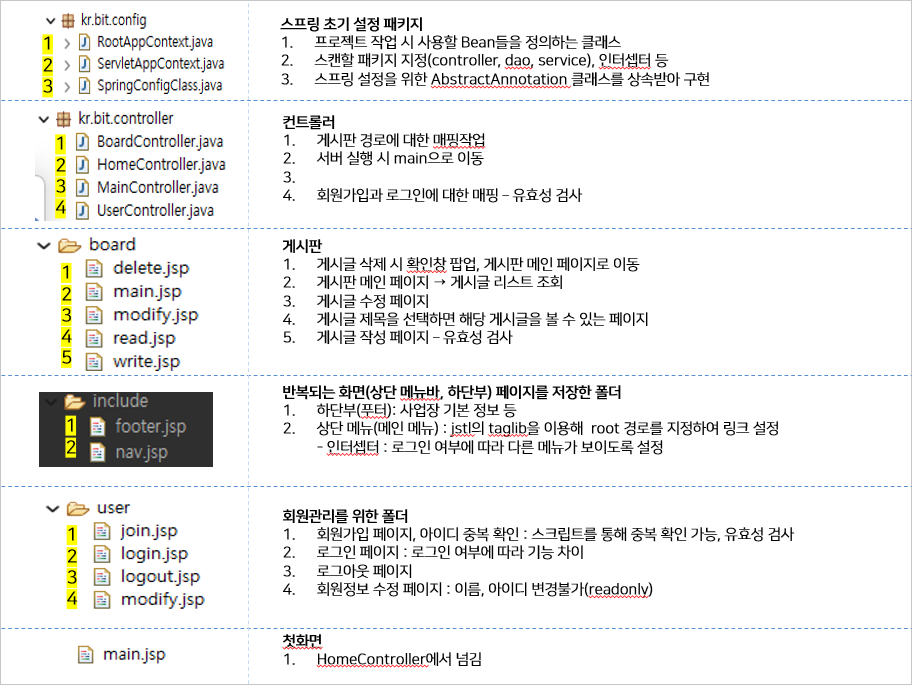 kr.bit.config
1 RootAppContext.java
2 ServletAppContext.java
3 SpringConfigClass.java
스프링 초기 설정 패키지
1. 프로젝트 작업 시 사용할 Bean들을 정의하는 클래스
2. 스캔할 패키지 지정(controller, dao, service), 인터셉터 등
3. 스프링 설정을 위한 AbstractAnnotation 클래스를 상속받아 구현
kr.bit.controller
1 BoardController.java
2 HomeController.java
3 MainController.java
4 UserController.java
컨트롤러
1. 게시판 경로에 대한 매핑작업
2. 서버 실행 시 main으로 이동
3.
4. 회원가입과 로그인에 대한 매핑 – 유효성 검사
board
1 delete.jsp
2 main.jsp
3 modify.jsp
4 read.jsp
5 write.jsp
게시판
1. 게시글 삭제 시 확인창 팝업, 게시판 메인 페이지로 이동
2. 게시판 메인 페이지 → 게시글 리스트 조회
3. 게시글 수정 페이지
4. 게시글 제목을 선택하면 해당 게시글을 볼 수 있는 페이지
5. 게시글 작성 페이지 – 유효성 검사
include
1 footer.jsp
2 nav.jsp
반복되는 화면(상단 메뉴바, 하단부) 페이지를 저장한 폴더
1. 하단부(푸터): 사업장 기본 정보 등
2. 상단 메뉴(메인 메뉴) : jstl의 taglib을 이용해 root 경로를 지정하여 링크 설정
– 인터셉터 : 로그인 여부에 따라 다른 메뉴가 보이도록 설정
user
1 join.jsp
2 login.jsp
3 logout.jsp
4 modify.jsp
회원관리를 위한 폴더
1. 회원가입 페이지, 아이디 중복 확인 : 스크립트를 통해 중복 확인 가능, 유효성 검사
2. 로그인 페이지 : 로그인 여부에 따라 기능 차이
3. 로그아웃 페이지
4. 회원정보 수정 페이지 : 이름, 아이디 변경불가(readonly)
main.jsp
첫화면
1. HomeController에서 넘김